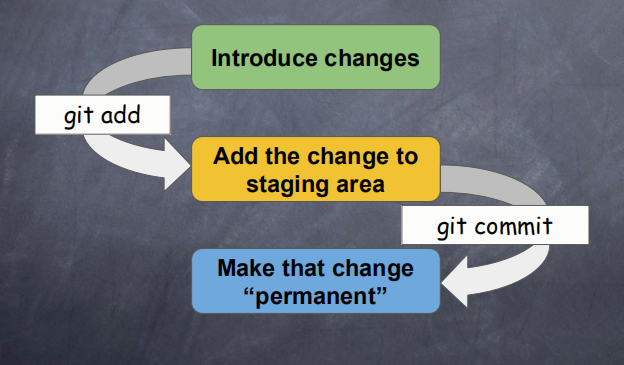 Introduce changes
git add
Add the change to
staging area
git commit
Make that change
“permanent”